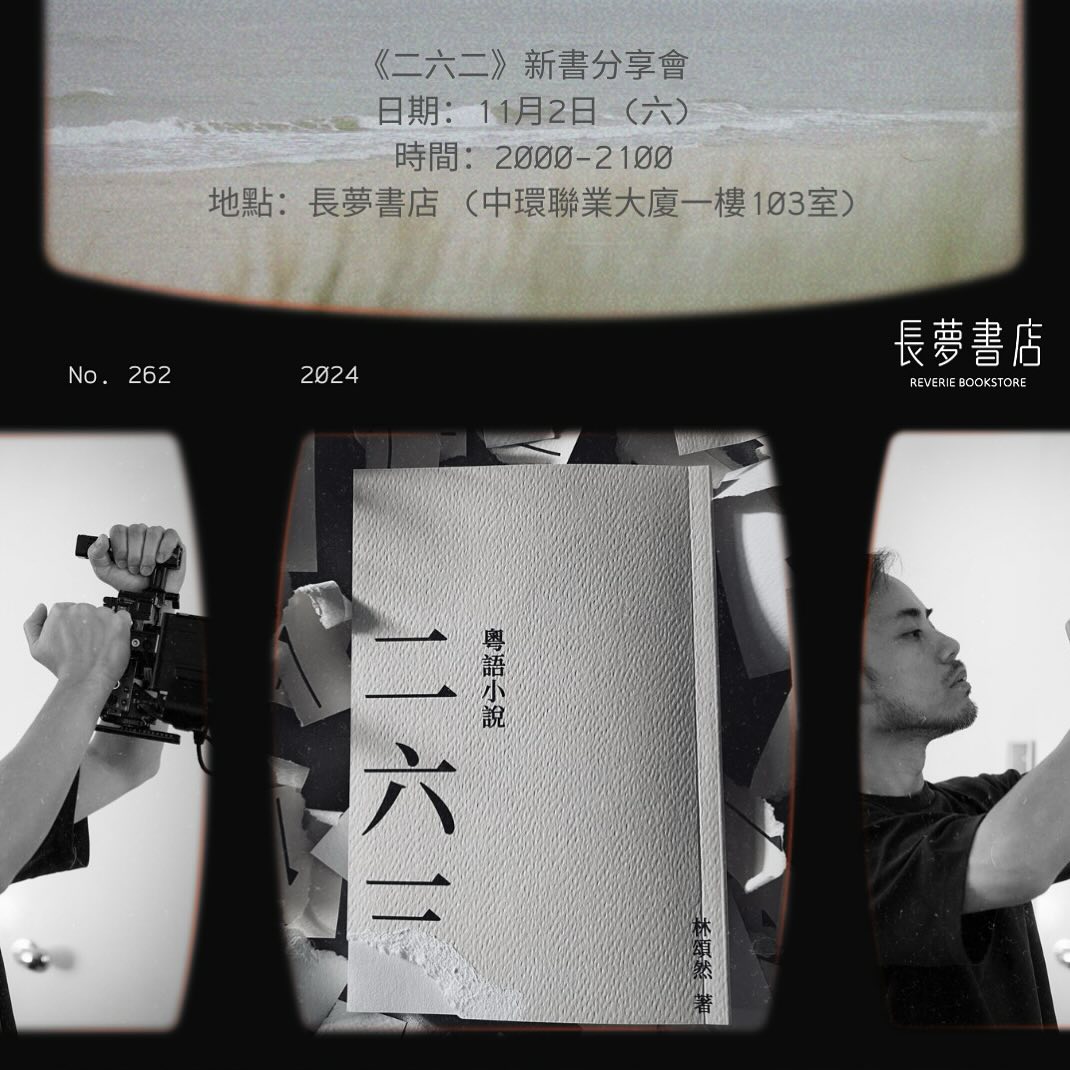 《二六二》新書分享會
日期：11月2日（六）
時間：2000-2100
地點：長夢書店（中環聯業大廈一樓103室）
長夢書店
REVERIE BOOKSTORE
No. 262 2024
二六二
粵語小說
林頌然 著